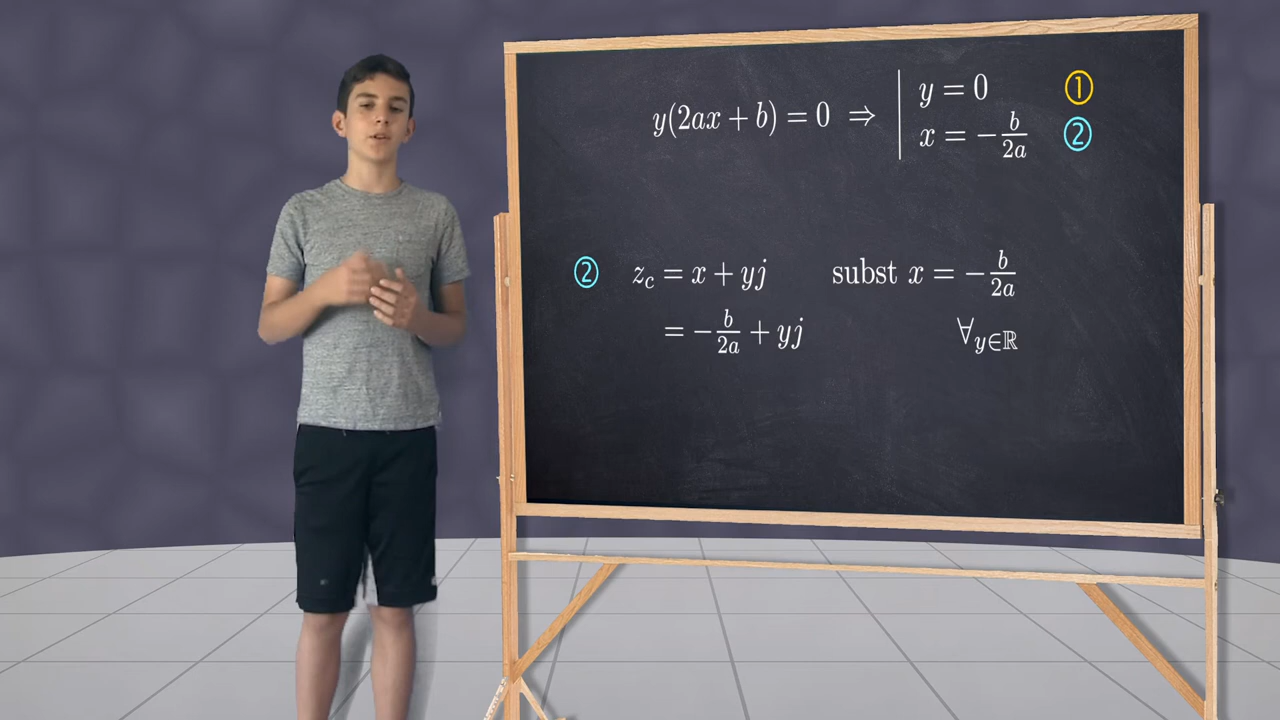 y(2ax + b) = 0 ⇒ | y = 0 ①
x = −b/2a ②
② z_c = x + yj subst x = −b/2a
= −b/2a + yj ∀_{y∈ℝ}